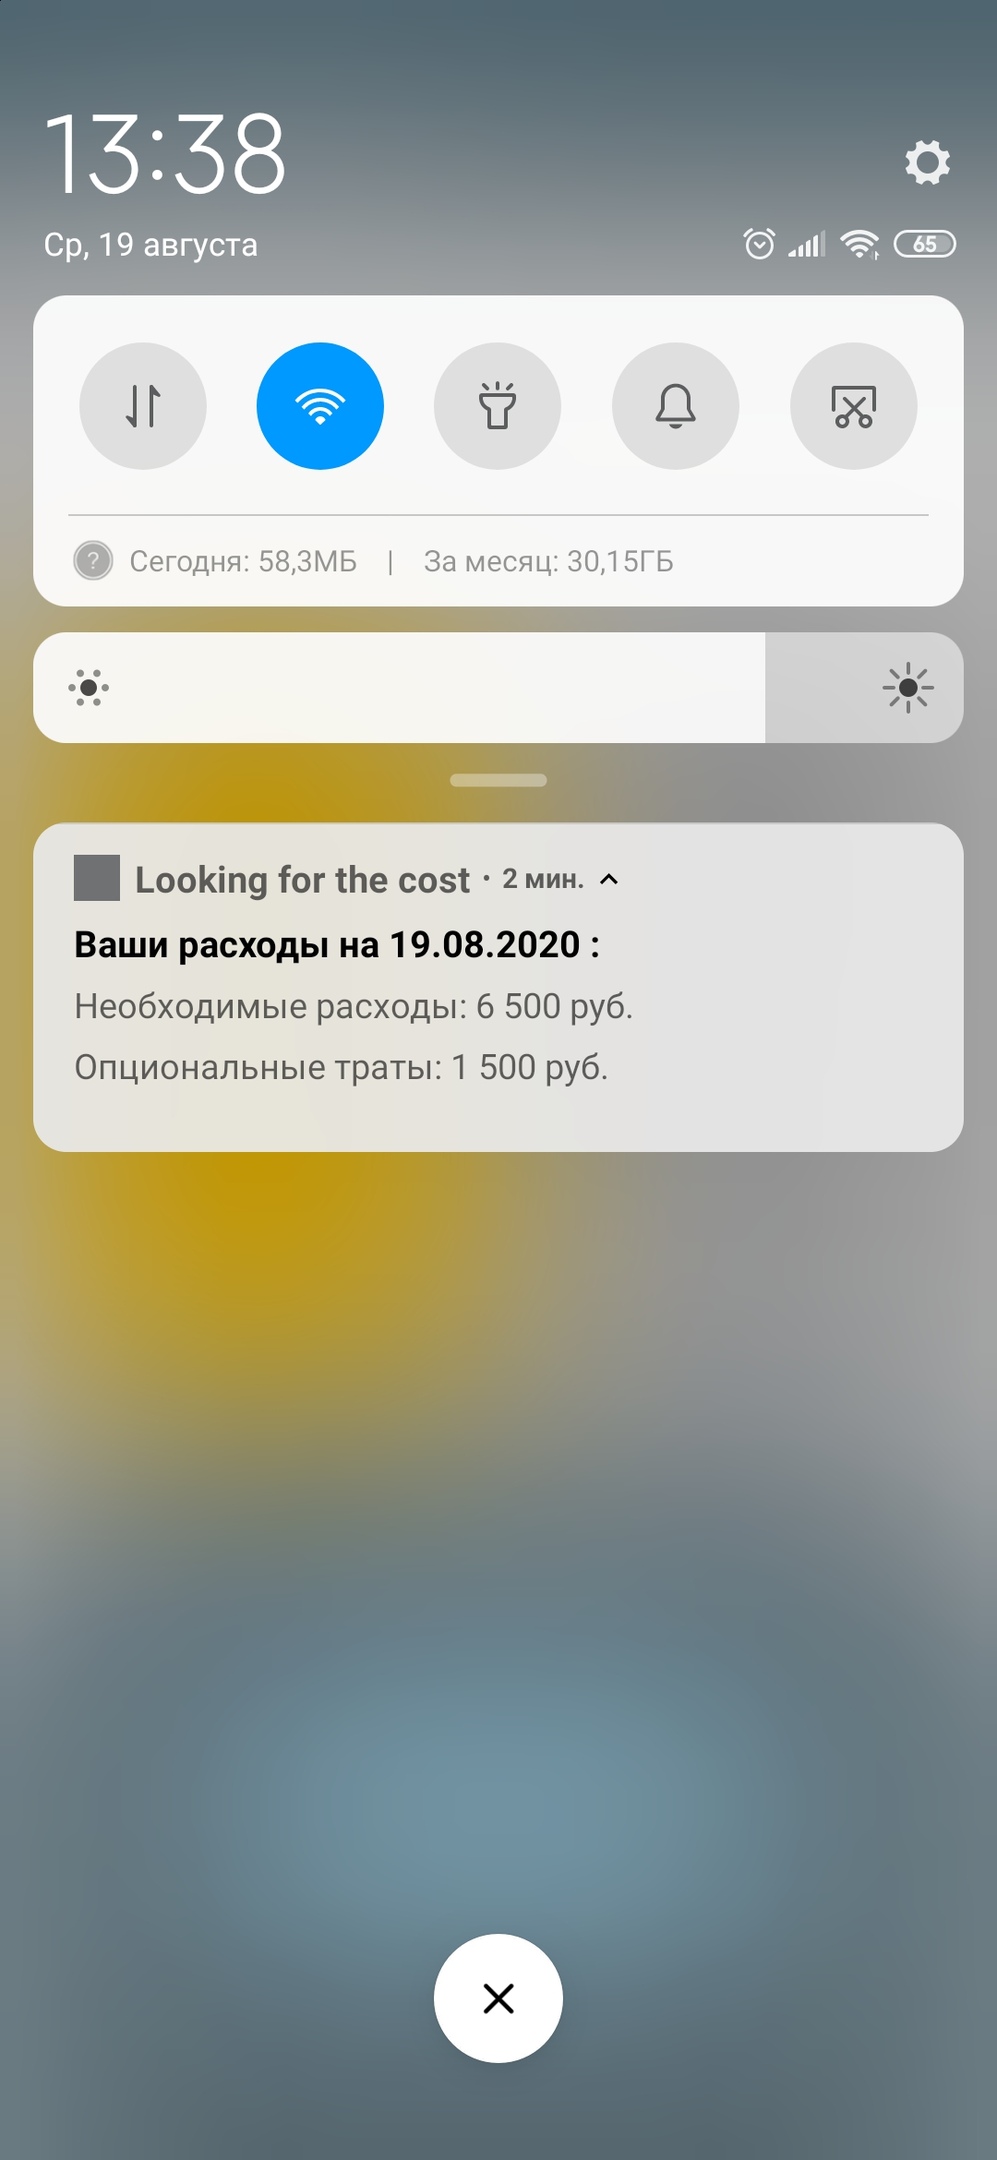 13:38
Ср, 19 августа
65
? Сегодня: 58,3МБ | За месяц: 30,15ГБ
Looking for the cost · 2 мин.
Ваши расходы на 19.08.2020 :
Необходимые расходы: 6 500 руб.
Опциональные траты: 1 500 руб.